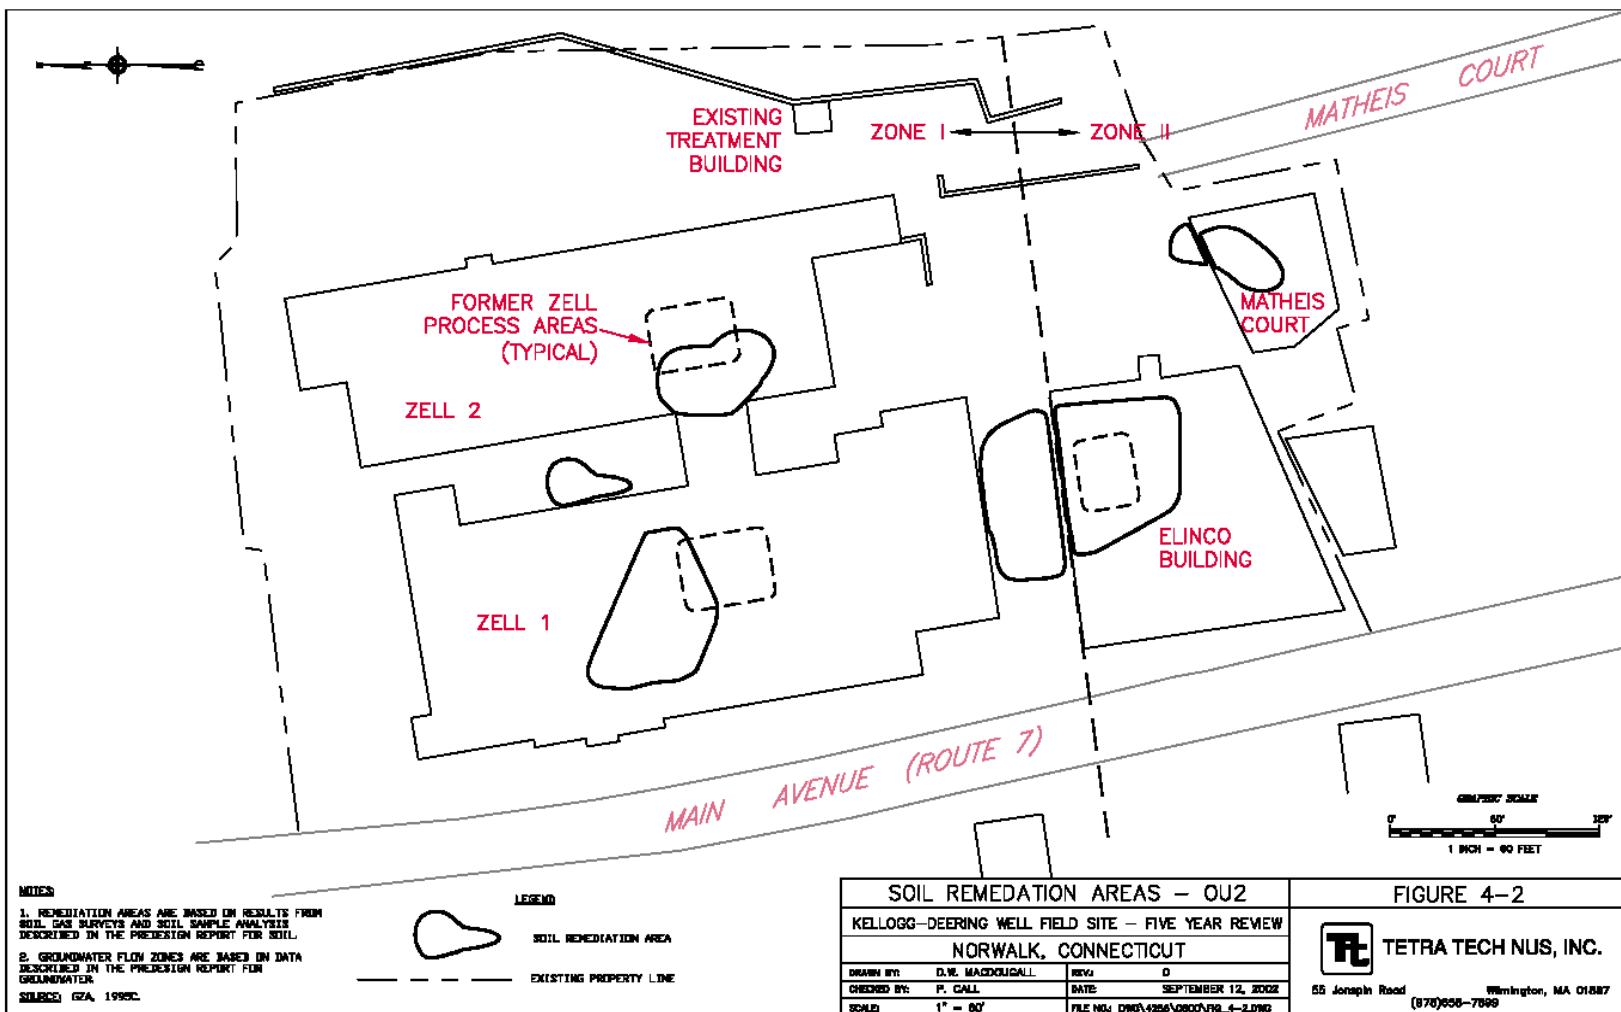 MATHEIS COURT
EXISTING
TREATMENT
BUILDING
ZONE I
ZONE II
FORMER ZELL
PROCESS AREAS
(TYPICAL)
MATHEIS
COURT
ZELL 2
ELINCO
BUILDING
ZELL 1
MAIN AVENUE (ROUTE 7)
GRAPHIC SCALE
0' 60' 120'
1 INCH = 60 FEET
NOTES:
1. REMEDIATION AREAS ARE BASED ON RESULTS FROM
SOIL GAS SURVEYS AND SOIL SAMPLE ANALYSIS
DESCRIBED IN THE PREDESIGN REPORT FOR SOIL.
2. GROUNDWATER FLOW ZONES ARE BASED ON DATA
DESCRIBED IN THE PREDESIGN REPORT FOR
GROUNDWATER.
SOURCE: GZA, 1995C.
LEGEND
SOIL REMEDIATION AREA
EXISTING PROPERTY LINE
SOIL REMEDATION AREAS - OU2
KELLOGG-DEERING WELL FIELD SITE - FIVE YEAR REVIEW
NORWALK, CONNECTICUT
DRAWN BY: D.W. MACDOUGALL REV.: 0
CHECKED BY: P. CALL DATE: SEPTEMBER 12, 2002
SCALE: 1" = 60' FILE NO.:
FIGURE 4-2
Tt TETRA TECH NUS, INC.
55 Jonspin Road Wilmington, MA 01887
(978)658-7899